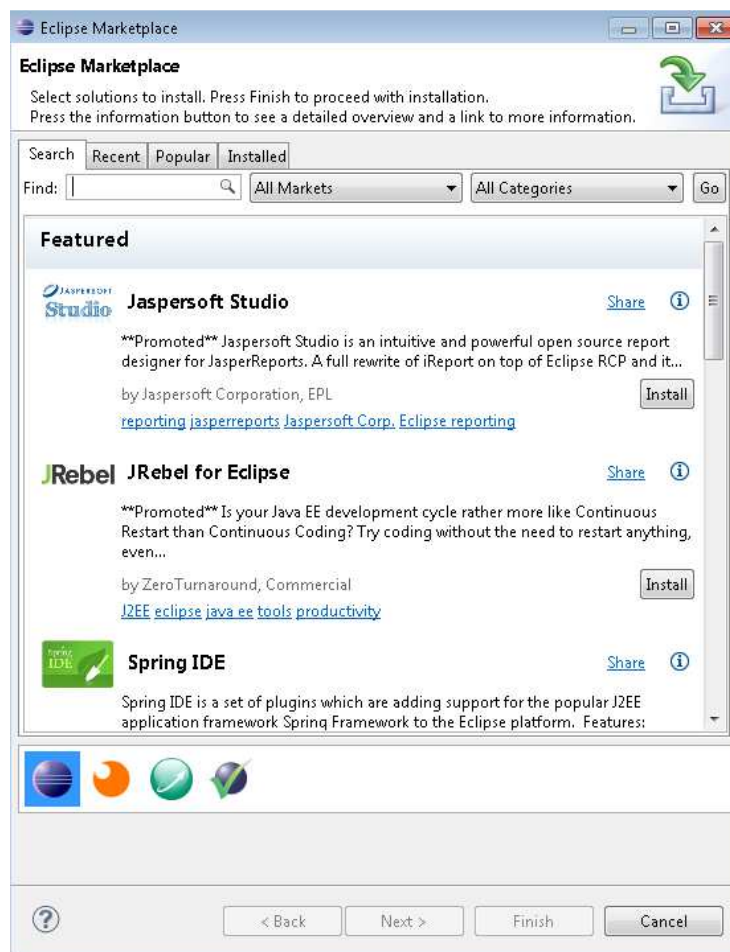 Eclipse Marketplace
Eclipse Marketplace
Select solutions to install. Press Finish to proceed with installation.
Press the information button to see a detailed overview and a link to more information.
Search Recent Popular Installed
Find: All Markets All Categories Go
Featured
JASPERSOFT
Studio
Jaspersoft Studio Share
**Promoted** Jaspersoft Studio is an intuitive and powerful open source report
designer for JasperReports. A full rewrite of iReport on top of Eclipse RCP and it...
by Jaspersoft Corporation, EPL Install
reporting jasperreports Jaspersoft Corp. Eclipse reporting
JRebel JRebel for Eclipse Share
**Promoted** Is your Java EE development cycle rather more like Continuous
Restart than Continuous Coding? Try coding without the need to restart anything,
even...
by ZeroTurnaround, Commercial Install
J2EE eclipse java ee tools productivity
Spring
IDE
Spring IDE Share
Spring IDE is a set of plugins which are adding support for the popular J2EE
application framework Spring Framework to the Eclipse platform. Features:
< Back Next > Finish Cancel